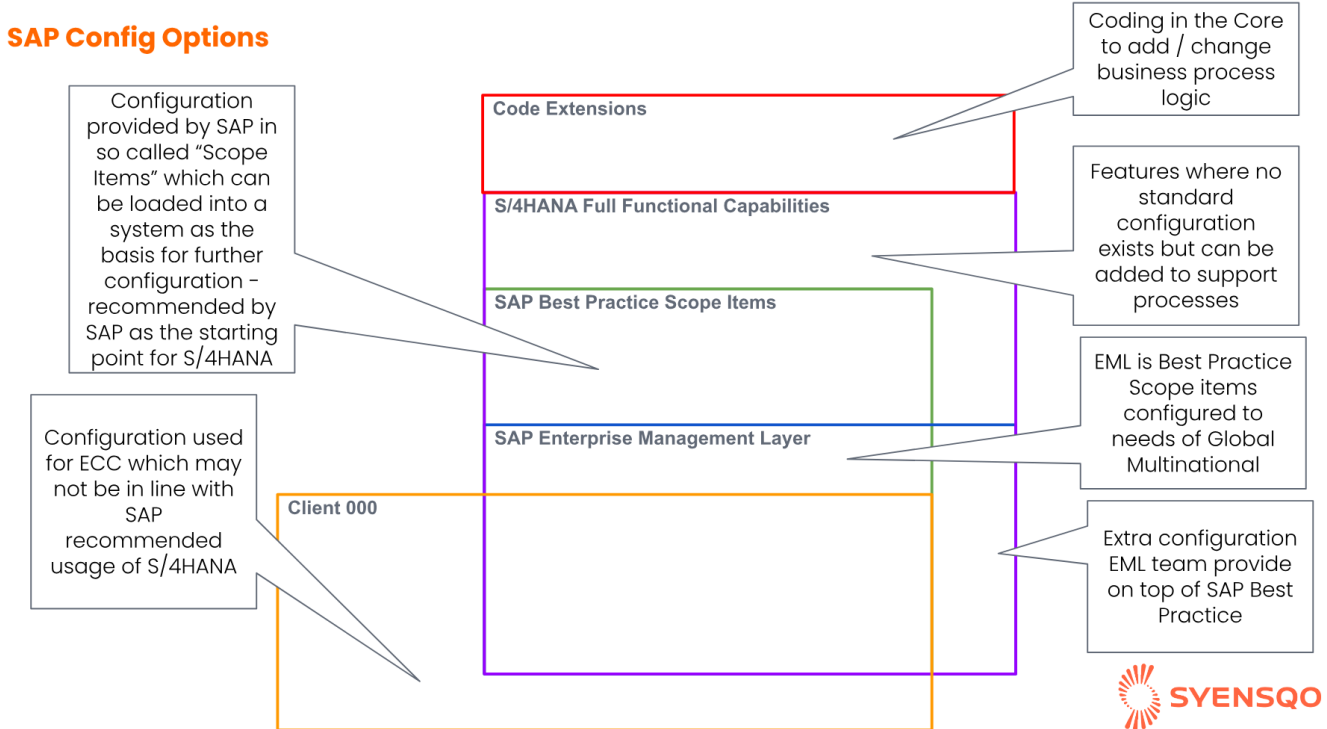 SAP Config Options
Coding in the Core
to add / change
business process
logic
Configuration
provided by SAP in
so called “Scope
Items” which can
be loaded into a
system as the
basis for further
configuration -
recommended by
SAP as the starting
point for S/4HANA
Code Extensions
Features where no
standard
configuration
exists but can be
added to support
processes
S/4HANA Full Functional Capabilities
SAP Best Practice Scope Items
EML is Best Practice
Scope items
configured to
needs of Global
Multinational
Configuration used
for ECC which may
not be in line with
SAP
recommended
usage of S/4HANA
SAP Enterprise Management Layer
Client 000
Extra configuration
EML team provide
on top of SAP Best
Practice
SYENSQO